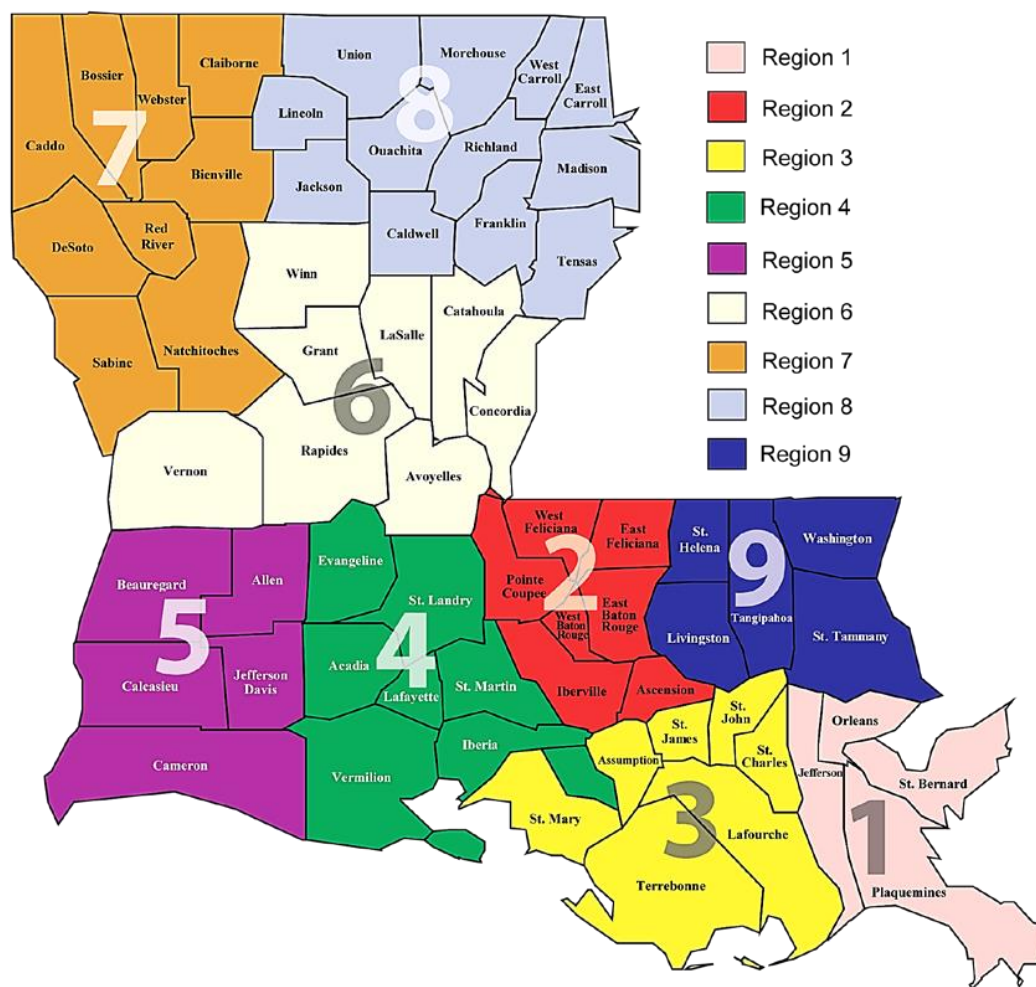 Union
Morehouse
West
Carroll
East
Carroll
Claiborne
Bossier
Webster
Lincoln
8
7
Caddo
Ouachita
Richland
Madison
Bienville
Jackson
Franklin
Caldwell
Red
River
DeSoto
Tensas
Winn
Catahoula
LaSalle
Grant
Natchitoches
Sabine
6
Concordia
Rapides
Vernon
Avoyelles
West
Feliciana
East
Feliciana
St.
Helena
Washington
9
Tangipahoa
2
Evangeline
Allen
Beauregard
Pointe
Coupee
St. Landry
West
Baton
Rouge
East
Baton
Rouge
Livingston
St. Tammany
5
4
Acadia
Lafayette
St. Martin
Jefferson
Davis
Calcasieu
Iberville
Ascension
St.
John
St.
James
St.
Charles
Orleans
Iberia
Assumption
Jefferson
St. Bernard
Cameron
Vermilion
St. Mary
3
Lafourche
1
Terrebonne
Plaquemines
Region 1
Region 2
Region 3
Region 4
Region 5
Region 6
Region 7
Region 8
Region 9